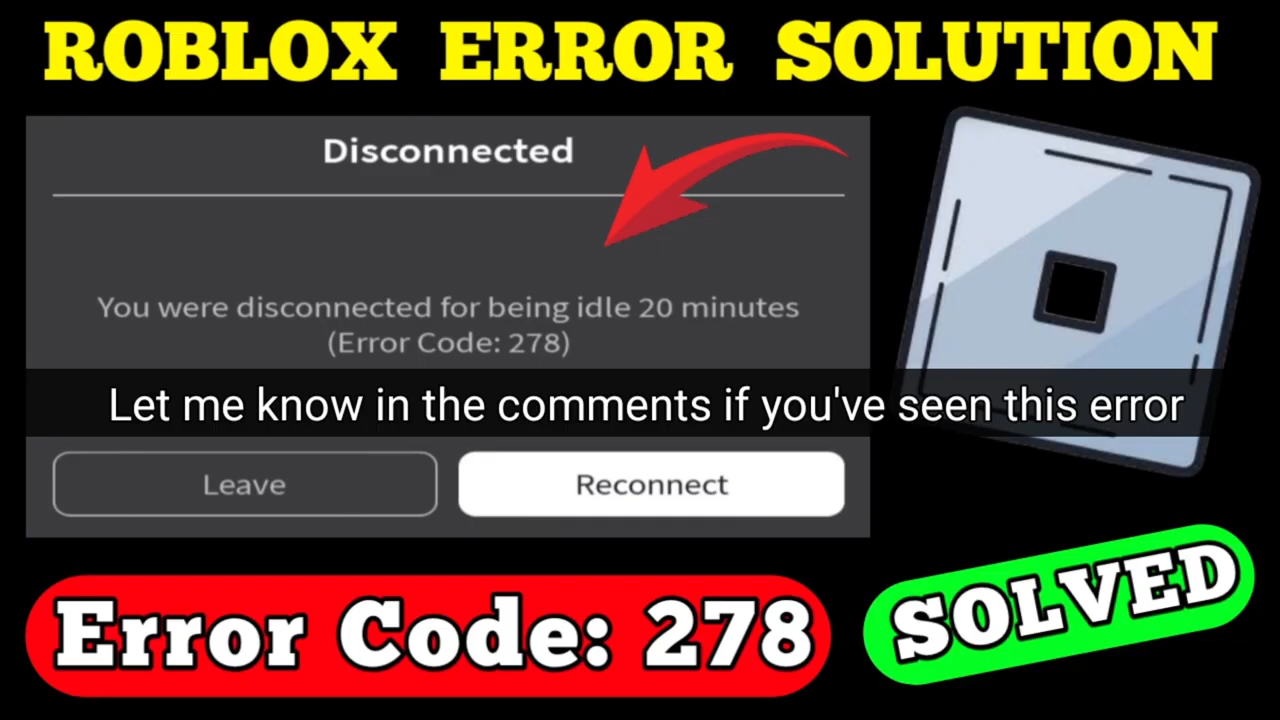 ROBLOX ERROR SOLUTION
Disconnected
You were disconnected for being idle 20 minutes
(Error Code: 278)
Let me know in the comments if you've seen this error
Leave
Reconnect
Error Code: 278
SOLVED